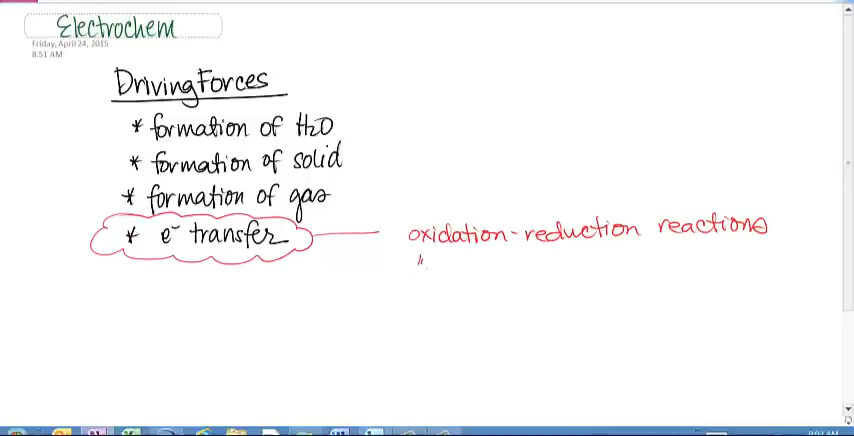 Electrochem
Friday, April 24, 2015
8:51 AM
Driving Forces
* formation of H2O
* formation of solid
* formation of gas
* e⁻ transfer
oxidation-reduction reactions
"